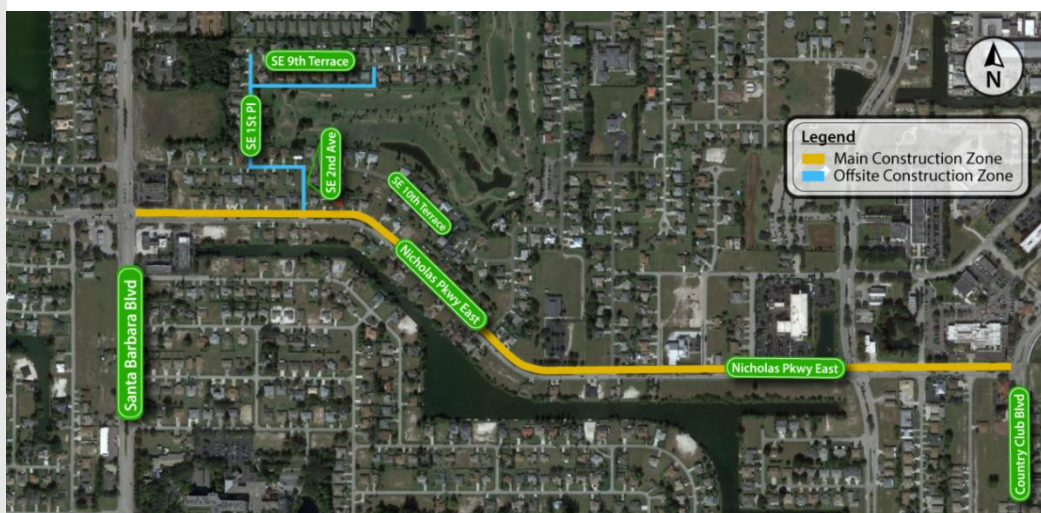 SE 9th Terrace
N
SE 1St Pl
Legend
Main Construction Zone
Offsite Construction Zone
SE 2nd Ave
SE 10th Terrace
Nicholas Pkwy East
Santa Barbara Blvd
Nicholas Pkwy East
Country Club Blvd